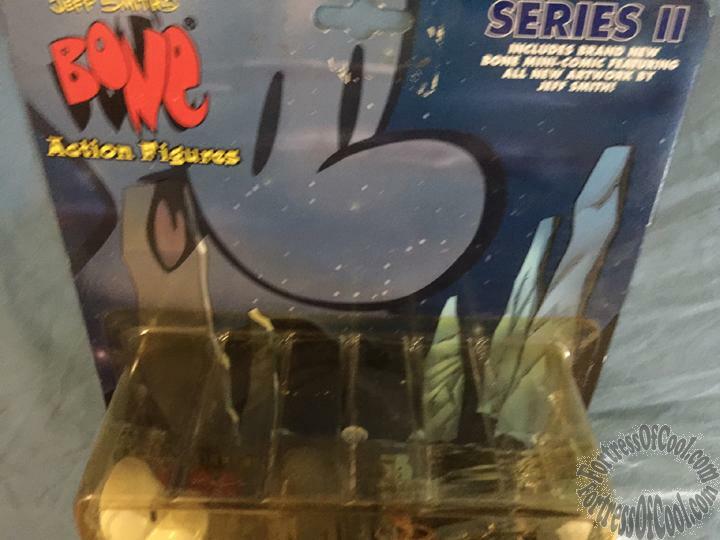 JEFF SMITH'S
BONE
Action Figures
SERIES II
INCLUDES BRAND NEW
BONE MINI-COMIC FEATURING
ALL NEW ARTWORK BY
JEFF SMITH!
FortressOfCool.com
FortressOfCool.com